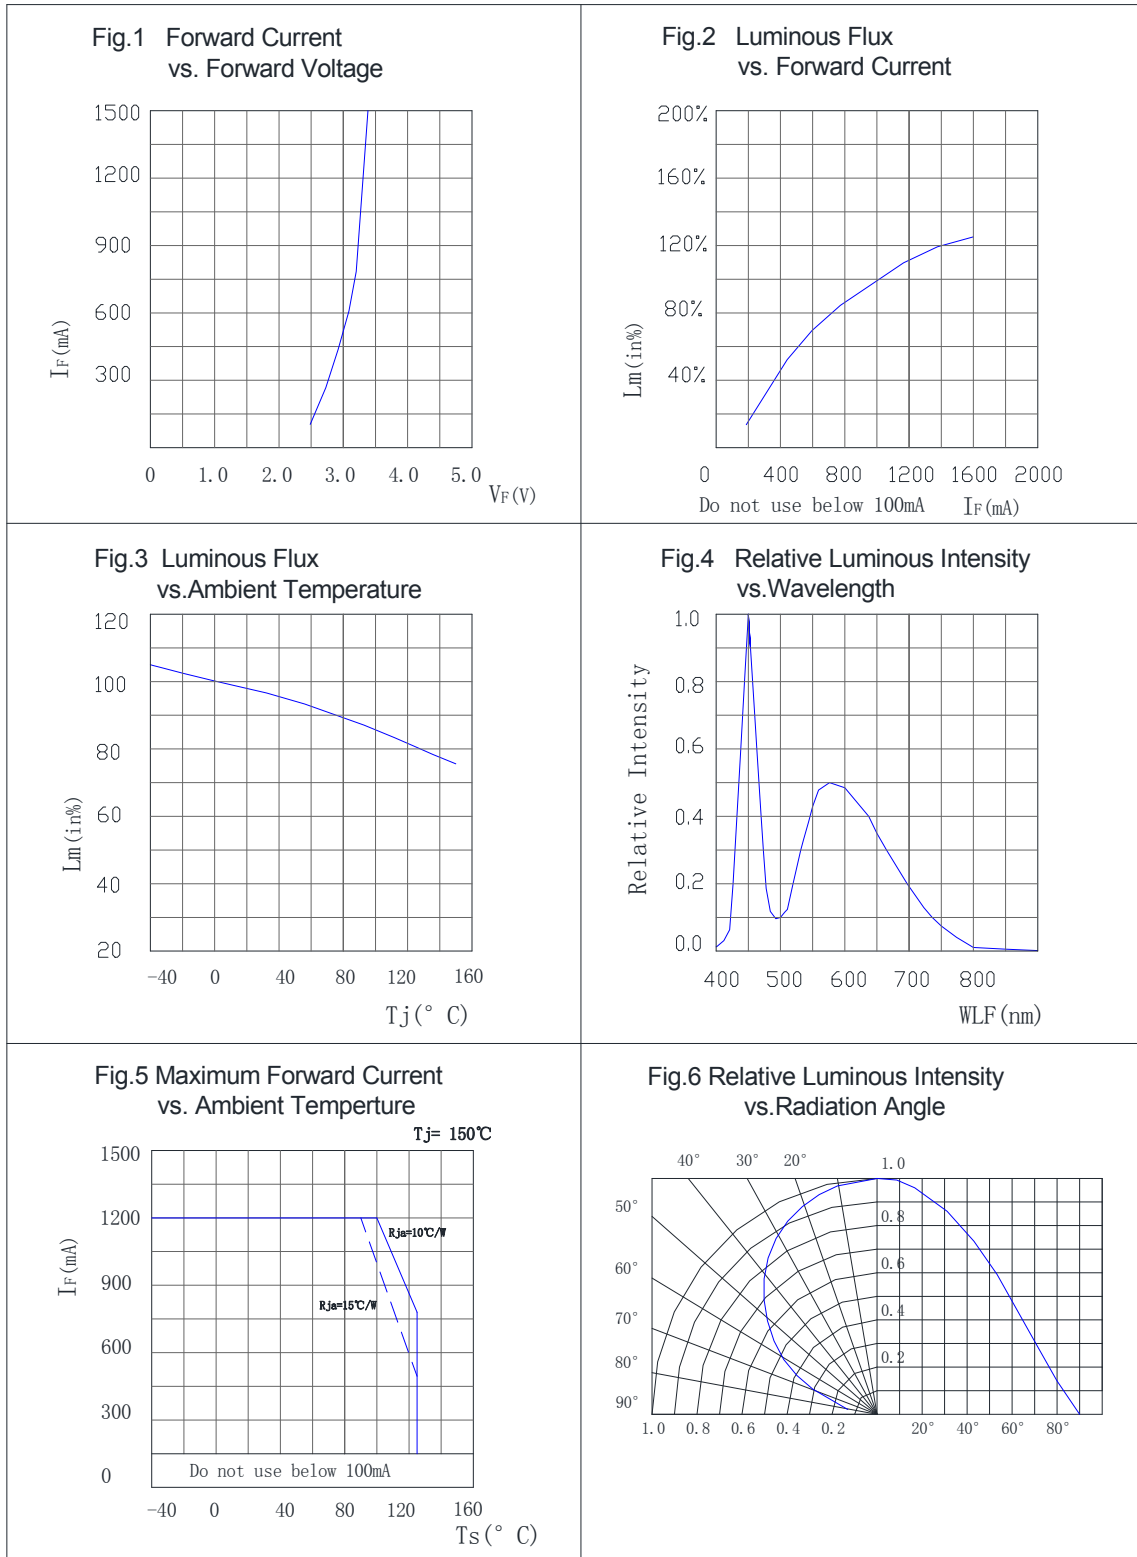 Fig.1 Forward Current
vs. Forward Voltage
1500
1200
900
600
300
IF(mA)
0 1.0 2.0 3.0 4.0 5.0
VF(V)
Fig.2 Luminous Flux
vs. Forward Current
200%
160%
120%
80%
40%
Lm(in%)
0 400 800 1200 1600 2000
Do not use below 100mA IF(mA)
Fig.3 Luminous Flux
vs.Ambient Temperature
120
100
80
60
40
20
Lm(in%)
-40 0 40 80 120 160
Tj(° C)
Fig.4 Relative Luminous Intensity
vs.Wavelength
1.0
0.8
0.6
0.4
0.2
0.0
Relative Intensity
400 500 600 700 800
WLF(nm)
Fig.5 Maximum Forward Current
vs. Ambient Temperture
Tj= 150℃
1500
1200
900
600
300
0
IF(mA)
Rja=10℃/W
Rja=15℃/W
Do not use below 100mA
-40 0 40 80 120 160
Ts(° C)
Fig.6 Relative Luminous Intensity
vs.Radiation Angle
40° 30° 20° 1.0
50°
0.8
60°
0.6
70°
0.4
80°
0.2
90°
1.0 0.8 0.6 0.4 0.2 20° 40° 60° 80°